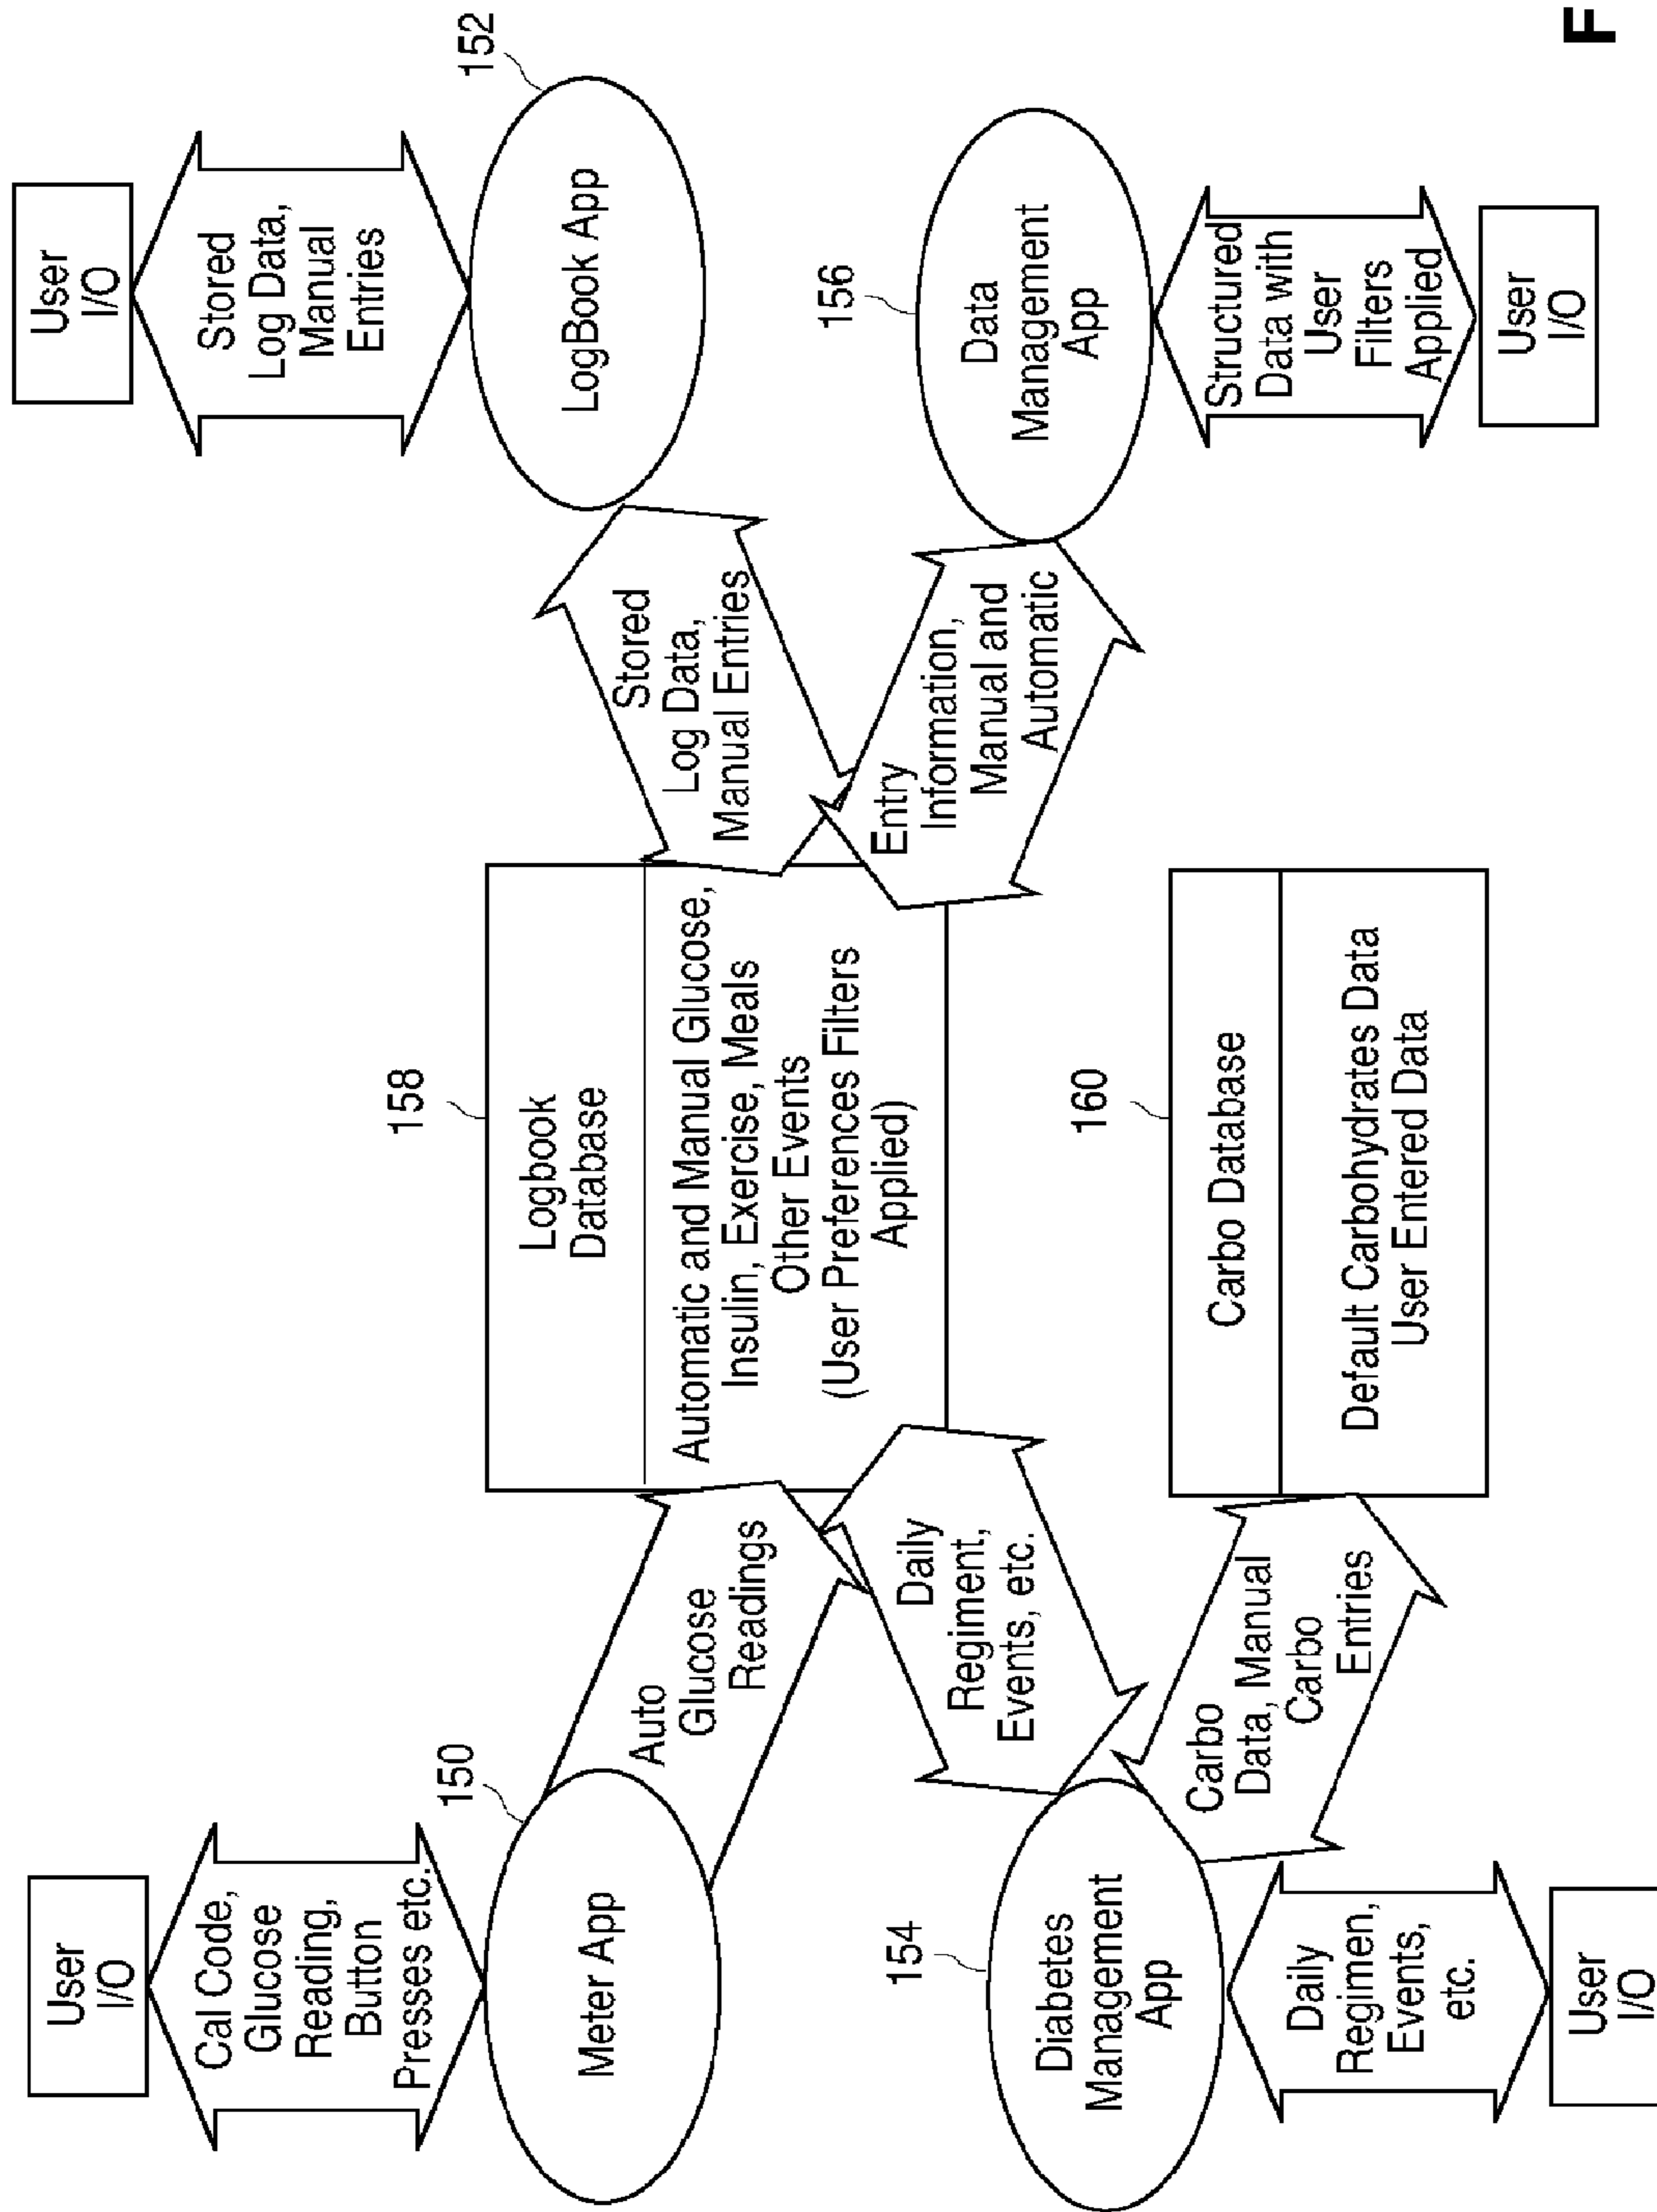 User
I/O
Cal Code,
Glucose
Reading,
Button
Presses etc.
150
Meter App
Auto
Glucose
Readings
158
Logbook
Database
Automatic and Manual Glucose,
Insulin, Exercise, Meals
Other Events
(User Preferences Filters
Applied)
Stored
Log Data,
Manual Entries
User
I/O
Stored
Log Data,
Manual
Entries
152
LogBook App
154
Diabetes
Management
App
Daily
Regiment,
Events, etc.
Carbo
Data, Manual
Carbo
Entries
Daily
Regimen,
Events,
etc.
User
I/O
160
Carbo Database
Default Carbohydrates Data
User Entered Data
Entry
Information,
Manual and
Automatic
156
Data
Management
App
Structured
Data with
User
Filters
Applied
User
I/O
F